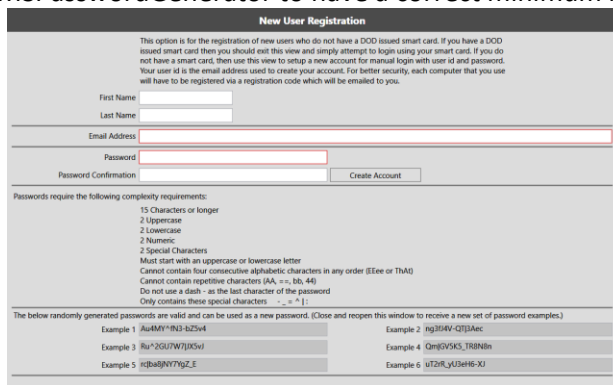 New User Registration
This option is for the registration of new users who do not have a DOD issued smart card. If you have a DOD
issued smart card then you should exit this view and simply attempt to login using your smart card. If you do
not have a smart card, then use this view to setup a new account for manual login with user id and password.
Your user id is the email address used to create your account. For better security, each computer that you use
will have to be registered via a registration code which will be emailed to you.
First Name
Last Name
Email Address
Password
Password Confirmation Create Account
Passwords require the following complexity requirements:
15 Characters or longer
2 Uppercase
2 Lowercase
2 Numeric
2 Special Characters
Must start with an uppercase or lowercase letter
Cannot contain four consecutive alphabetic characters in any order (EEee or ThAt)
Cannot contain repetitive characters (AA, ==, bb, 44)
Do not use a dash - as the last character of the password
Only contains these special characters - _ = ^ | :
The below randomly generated passwords are valid and can be used as a new password. (Close and reopen this window to receive a new set of password examples.)
Example 1 Au4MY^fN3-bZ5v4 Example 2
Example 3 Example 4
Example 5 Example 6 uT2rR_yU3eH6-XJ